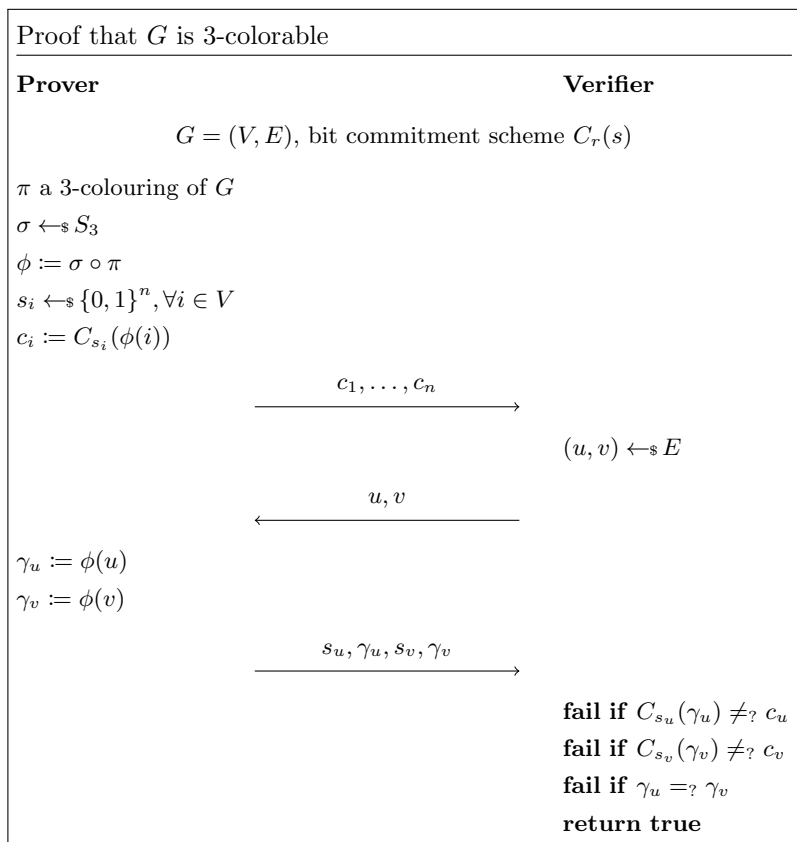 Proof that G is 3-colorable
Prover Verifier
G = (V, E), bit commitment scheme C_r(s)
π a 3-colouring of G
σ ←$ S_3
φ := σ ∘ π
s_i ←$ {0, 1}^n, ∀i ∈ V
c_i := C_{s_i}(φ(i))
c_1, . . . , c_n
(u, v) ←$ E
u, v
γ_u := φ(u)
γ_v := φ(v)
s_u, γ_u, s_v, γ_v
fail if C_{s_u}(γ_u) ≠? c_u
fail if C_{s_v}(γ_v) ≠? c_v
fail if γ_u =? γ_v
return true